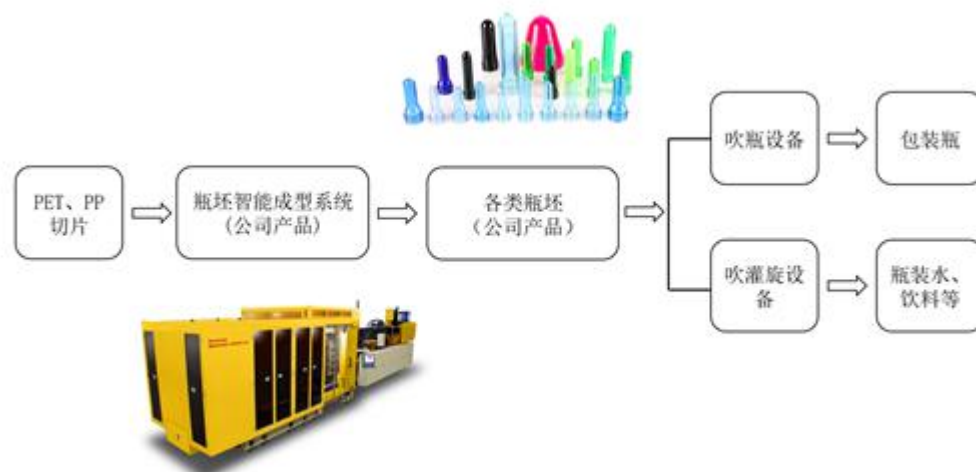 PET、PP
切片
瓶坯智能成型系统
(公司产品)
各类瓶坯
（公司产品）
吹瓶设备
包装瓶
吹灌旋设
备
瓶装水、
饮料等